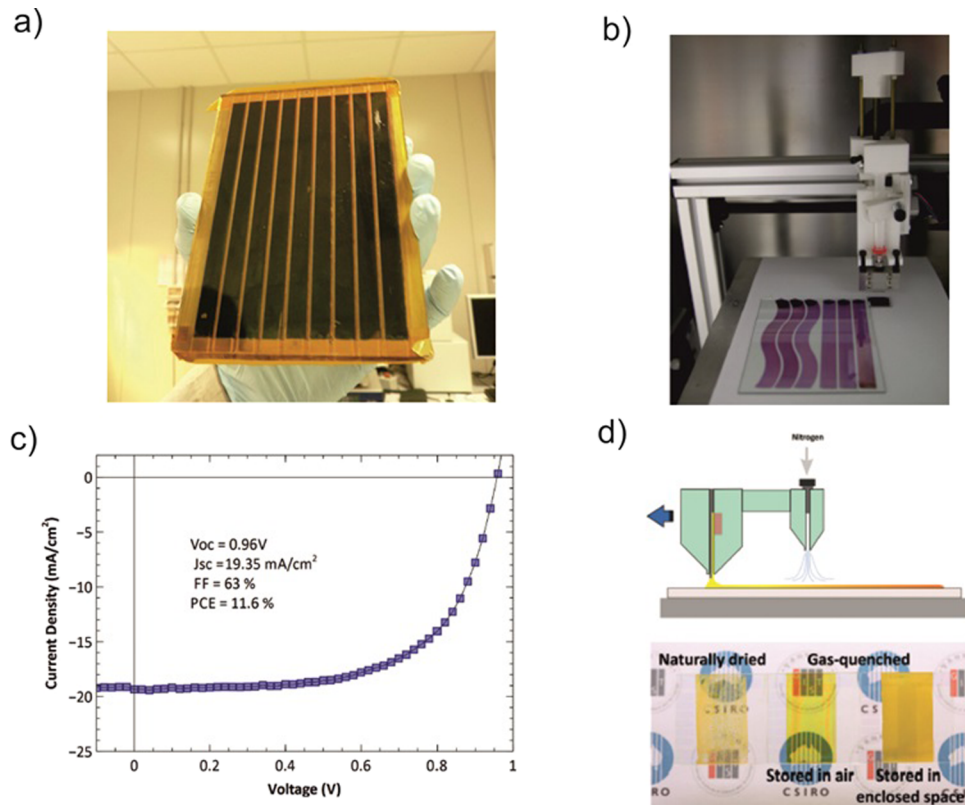 a)
b)
c)
0
−5
−10
−15
−20
−25
Current Density (mA/cm²)
Voc = 0.96V
Jsc = 19.35 mA/cm²
FF = 63 %
PCE = 11.6 %
0
0.2
0.4
0.6
0.8
1
Voltage (V)
d)
Nitrogen
Naturally dried
Gas-quenched
CSIRO
CSIRO
Stored in air
Stored in
enclosed space
CSIRO
CSIRO